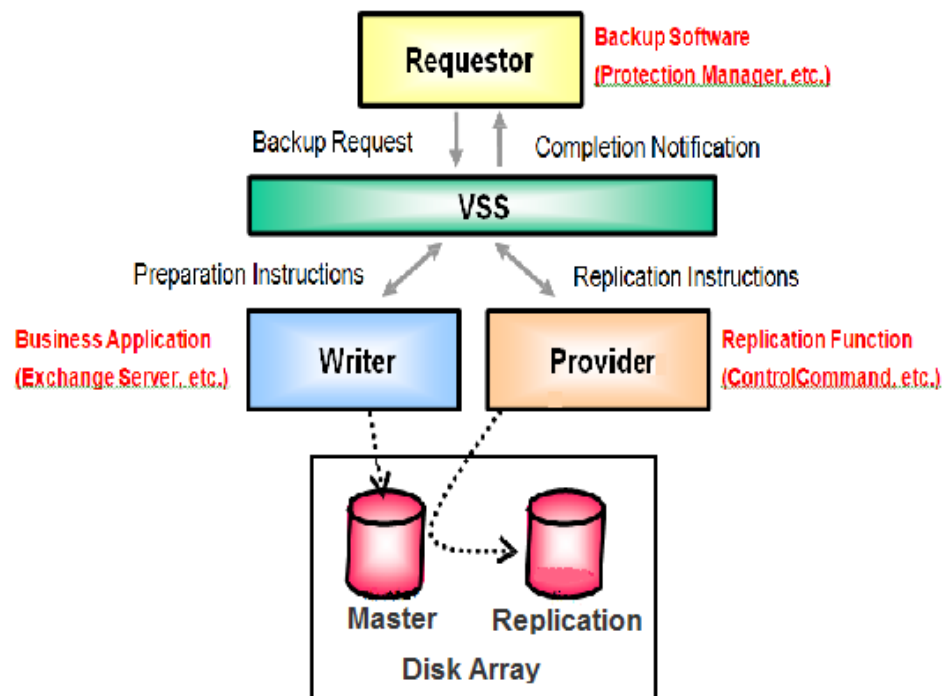 Requestor
Backup Software
(Protection Manager, etc.)
Backup Request
Completion Notification
VSS
Preparation Instructions
Replication Instructions
Business Application
(Exchange Server, etc.)
Writer
Provider
Replication Function
(ControlCommand, etc.)
Master
Replication
Disk Array